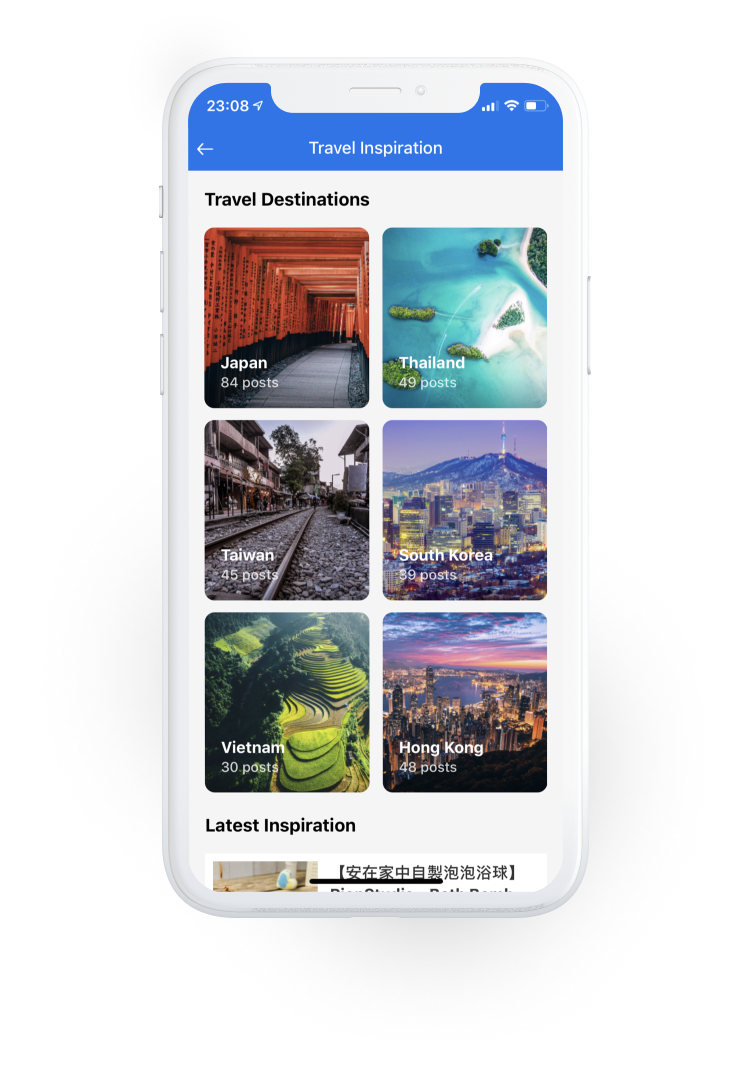 23:08
Travel Inspiration
Travel Destinations
Japan
84 posts
Thailand
49 posts
Taiwan
45 posts
South Korea
39 posts
Vietnam
30 posts
Hong Kong
48 posts
Latest Inspiration
【安在家中自製泡泡浴球】